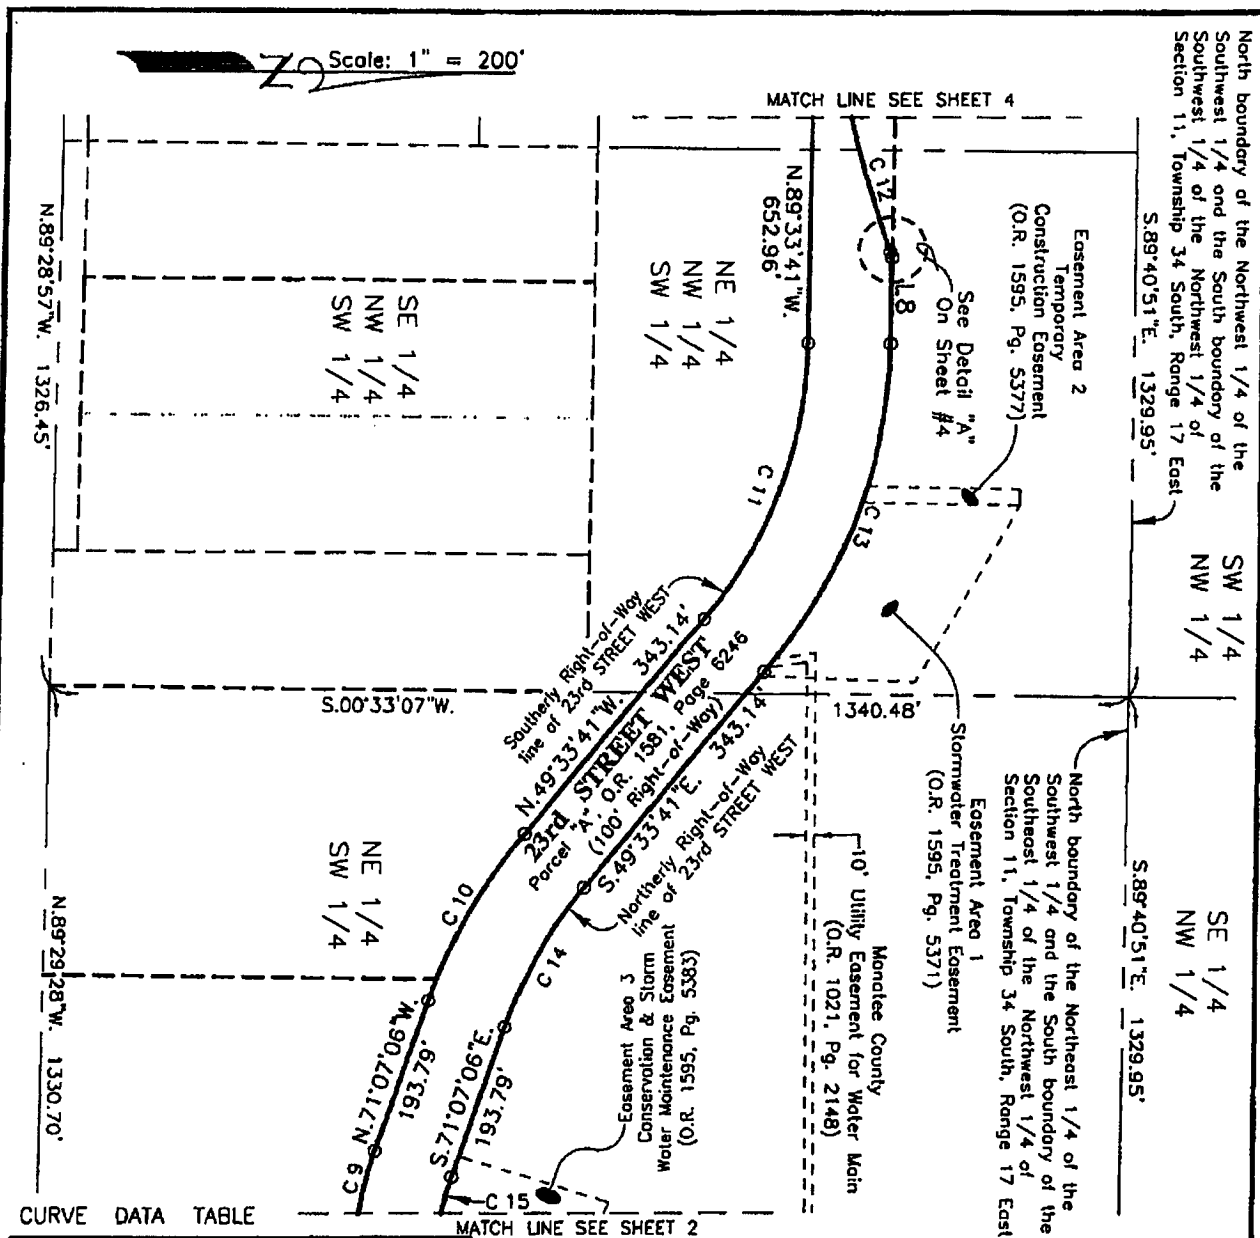 Scale: 1" = 200'
MATCH LINE SEE SHEET 4
North boundary of the Northwest 1/4 of the
Southwest 1/4 and the South boundary of the
Southwest 1/4 of the Northwest 1/4 of
Section 11, Township 34 South, Range 17 East
S.89°40'51"E. 1329.95'
SW 1/4
NW 1/4
Easement Area 2
Temporary
Construction Easement
(O.R. 1595, Pg. 5377)
See Detail "A"
On Sheet #4
C 12
L8
N.89°33'41"W.
652.96'
NE 1/4
NW 1/4
SW 1/4
SE 1/4
NW 1/4
SW 1/4
N.89°28'57"W. 1326.45'
C 11
C 13
Southerly Right-of-Way
line of 23rd STREET WEST
N.49°33'41"W. 343.14'
23rd STREET WEST
Parcel "A", O.R. 1581, Page 6246
(100' Right-of-Way)
S.49°33'41"E. 343.14'
Northerly Right-of-Way
line of 23rd STREET WEST
S.00°33'07"W.
1340.48'
Easement Area 1
Stormwater Treatment Easement
(O.R. 1595, Pg. 5371)
North boundary of the Northeast 1/4 of the
Southwest 1/4 and the South boundary of the
Southeast 1/4 of the Northwest 1/4 of
Section 11, Township 34 South, Range 17 East
S.89°40'51"E. 1329.95'
SE 1/4
NW 1/4
Manatee County
10' Utility Easement for Water Main
(O.R. 1021, Pg. 2148)
NE 1/4
SW 1/4
C 10
C 14
Easement Area 3
Conservation & Storm
Water Maintenance Easement
(O.R. 1595, Pg. 5383)
N.71°07'06"W.
193.79'
S.71°07'06"E.
193.79'
C 9
C 15
N.89°29'28"W. 1330.70'
CURVE DATA TABLE
MATCH LINE SEE SHEET 2